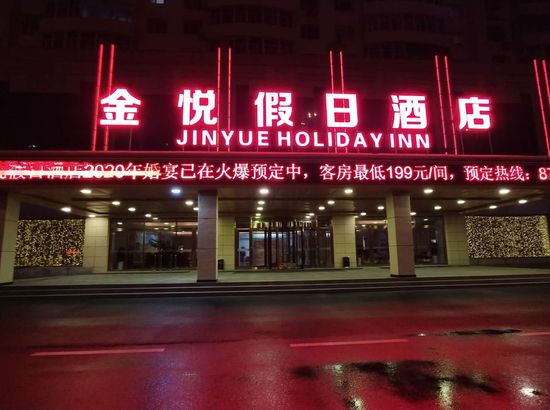 金悦假日酒店
JINYUE HOLIDAY INN
假日酒店2020年婚宴已在火爆预定中，客房最低199元/间，预定热线：87